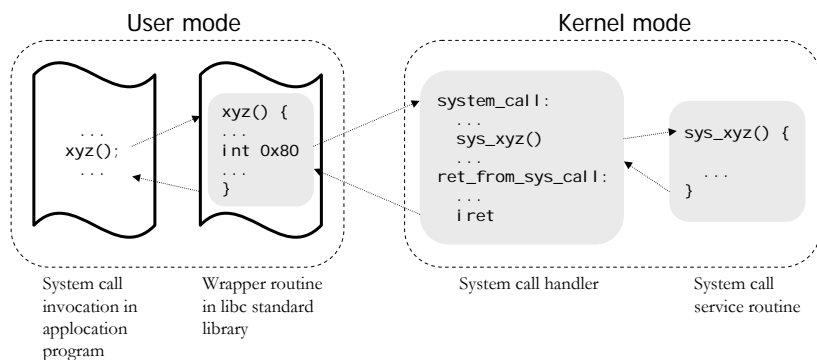 User mode
Kernel mode
...
xyz();
...
xyz() {
...
int 0x80
...
}
system_call:
...
sys_xyz()
...
ret_from_sys_call:
...
iret
sys_xyz() {
...
}
System call
invocation in
applocation
program
Wrapper routine
in libc standard
library
System call handler
System call
service routine